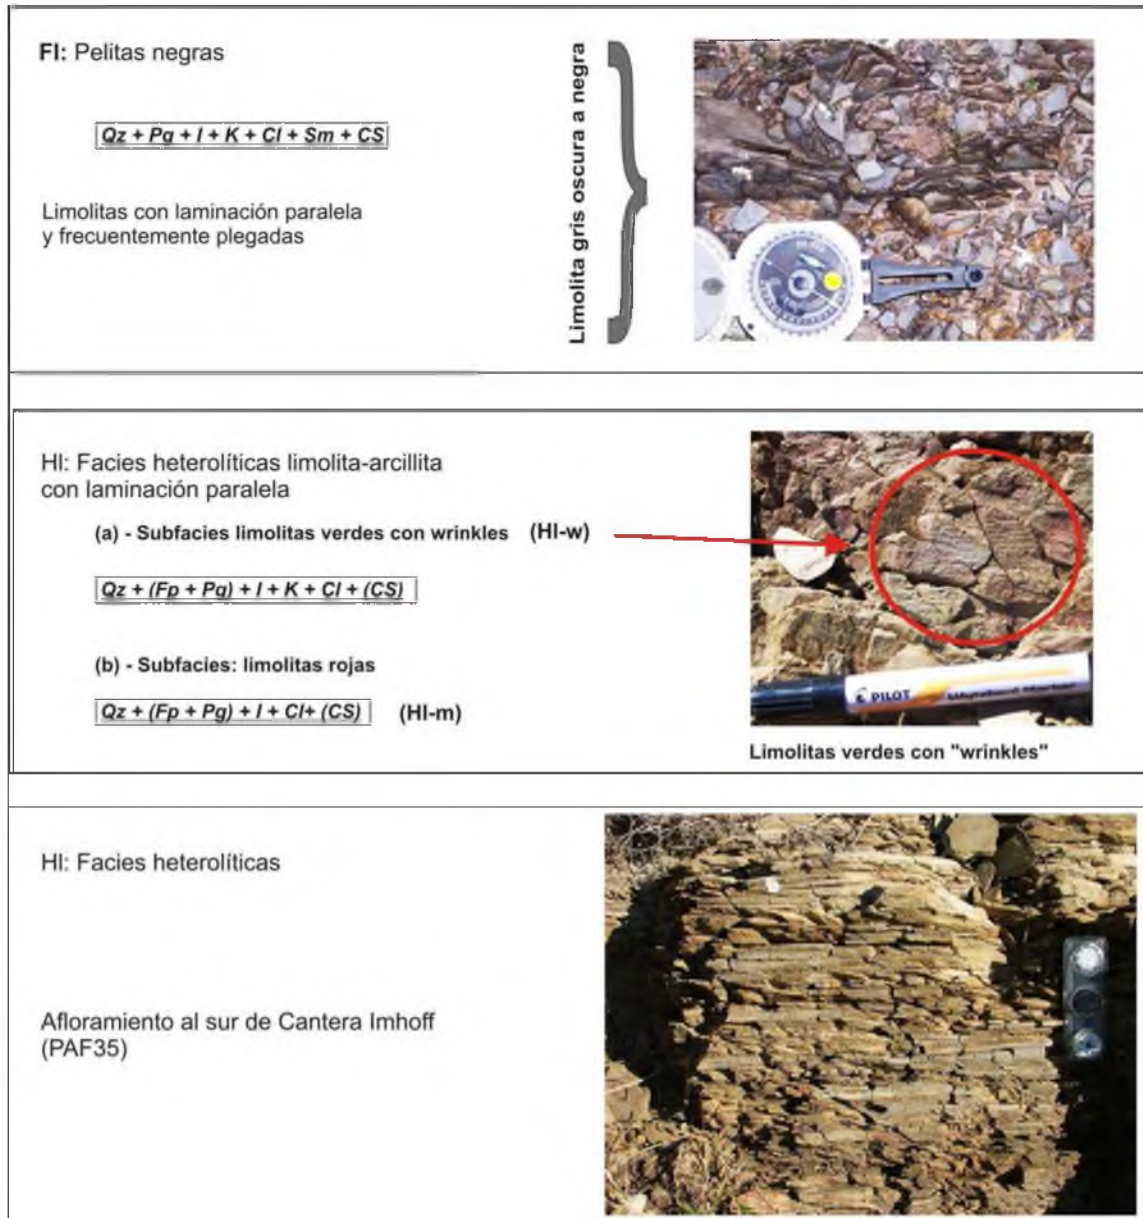 Fl: Pelitas negras
Qz + Pg + I + K + Cl + Sm + CS
Limolitas con laminación paralela
y frecuentemente plegadas
Limolita gris oscura a negra
Hl: Facies heterolíticas limolita-arcillita
con laminación paralela
(a) - Subfacies limolitas verdes con wrinkles (Hl-w)
Qz + (Fp + Pg) + I + K + Cl + (CS)
(b) - Subfacies: limolitas rojas
Qz + (Fp + Pg) + I + Cl+ (CS) (Hl-m)
PILOT
Limolitas verdes con "wrinkles"
Hl: Facies heterolíticas
Afloramiento al sur de Cantera Imhoff
(PAF35)